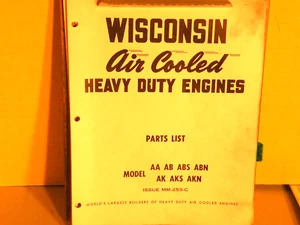 WISCONSIN
Air Cooled
HEAVY DUTY ENGINES
PARTS LIST
AA AB ABS ABN
MODEL
AK AKS AKN
ISSUE MM-253-C
WORLD'S LARGEST BUILDERS OF HEAVY DUTY AIR COOLED ENGINES